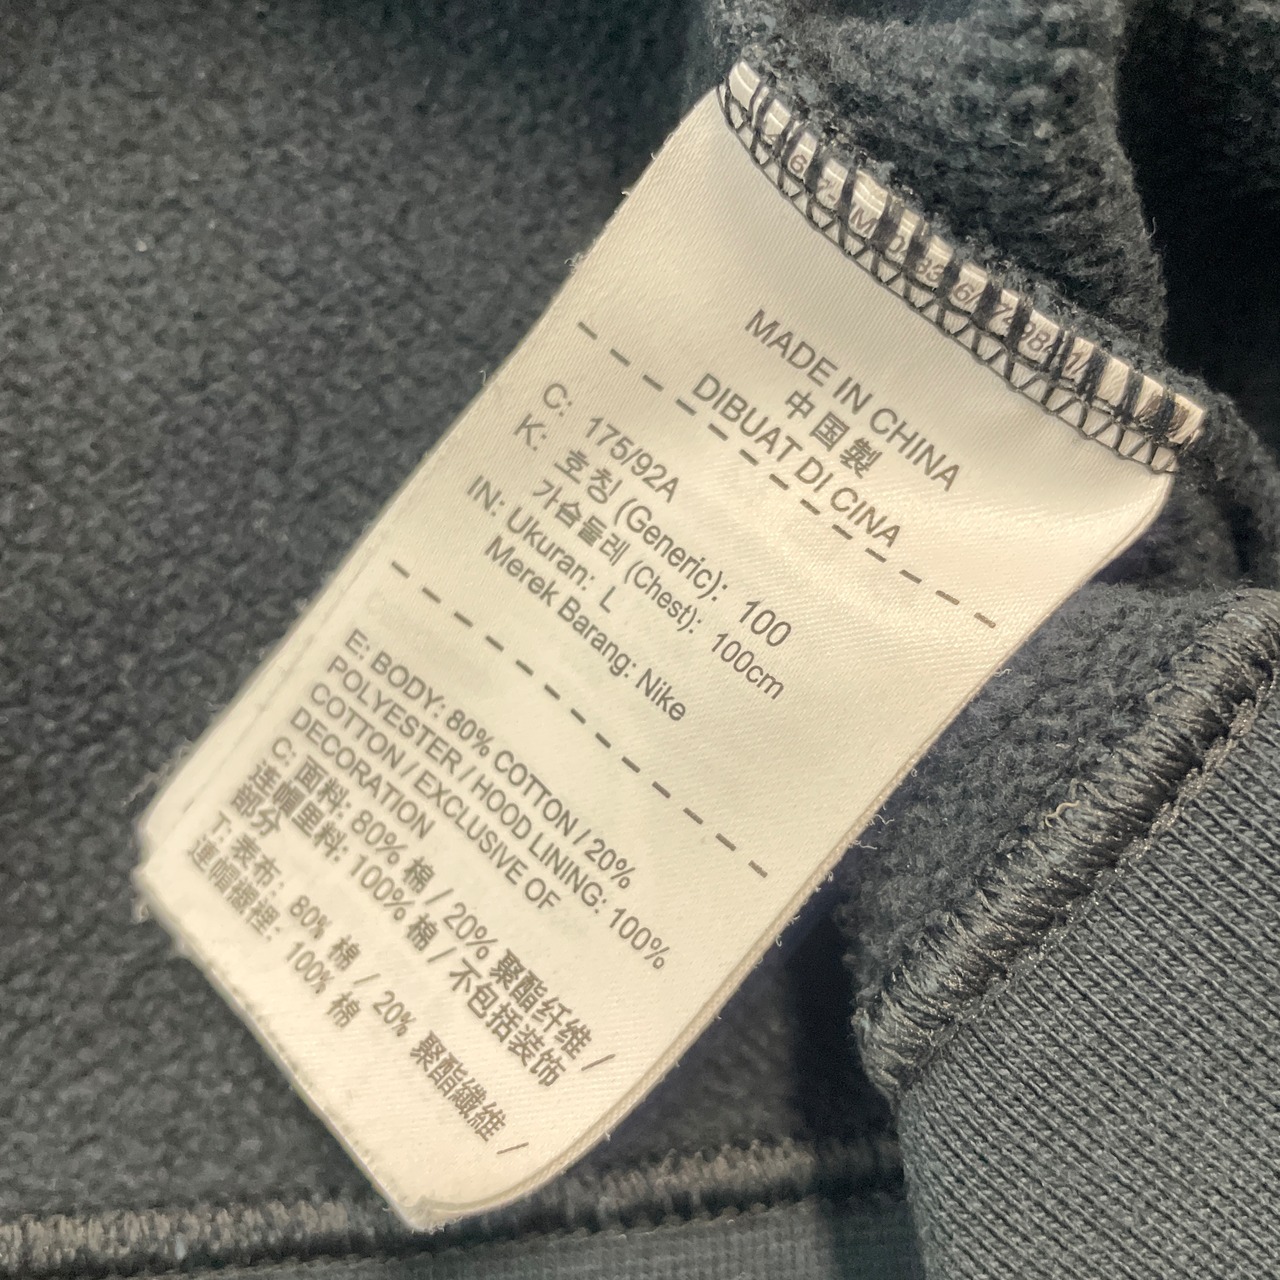 MADE IN CHINA
中国製
DIBUAT DI CINA
C: 175/92A
K: 호칭 (Generic): 100
가슴둘레 (Chest): 100cm
IN: Ukuran: L
Merek Barang: Nike
E: BODY: 80% COTTON / 20%
POLYESTER / HOOD LINING: 100%
COTTON / EXCLUSIVE OF
DECORATION
C: 面料: 80% 棉 / 20% 聚酯纤维 /
连帽里料: 100% 棉 / 不包括装饰
部分
T: 表布: 80% 棉 / 20% 聚酯纖維 /
連帽襯裡: 100% 棉